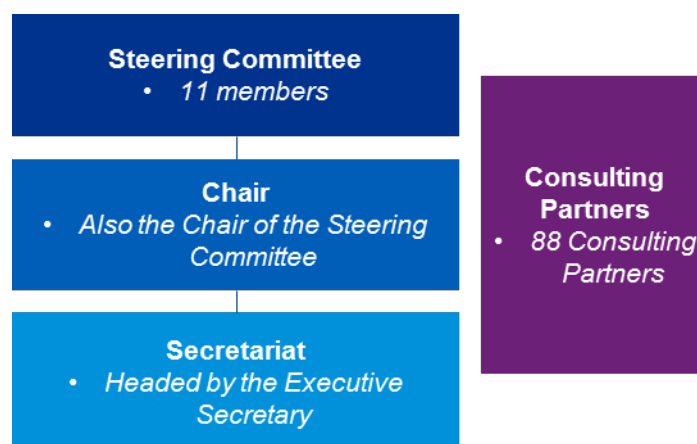 Steering Committee
• 11 members
Chair
• Also the Chair of the Steering
Committee
Secretariat
• Headed by the Executive
Secretary
Consulting
Partners
• 88 Consulting
Partners